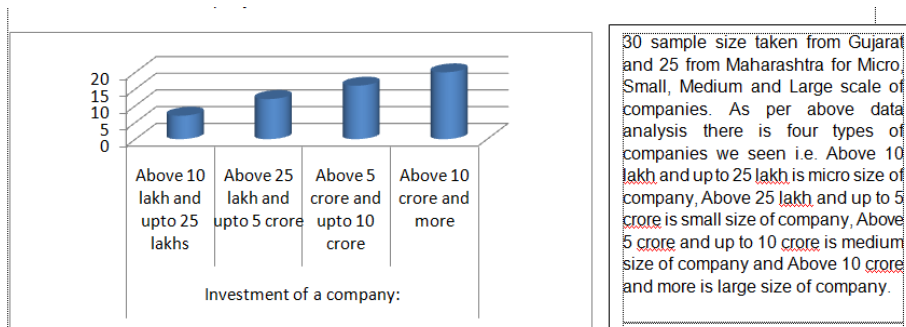 20
15
10
5
0
Above 10 lakh and upto 25 lakhs
Above 25 lakh and upto 5 crore
Above 5 crore and upto 10 crore
Above 10 crore and more
Investment of a company:
30 sample size taken from Gujarat
and 25 from Maharashtra for Micro,
Small, Medium and Large scale of
companies. As per above data
analysis there is four types of
companies we seen i.e. Above 10
lakh and up to 25 lakh is micro size of
company, Above 25 lakh and up to 5
crore is small size of company, Above
5 crore and up to 10 crore is medium
size of company and Above 10 crore
and more is large size of company.